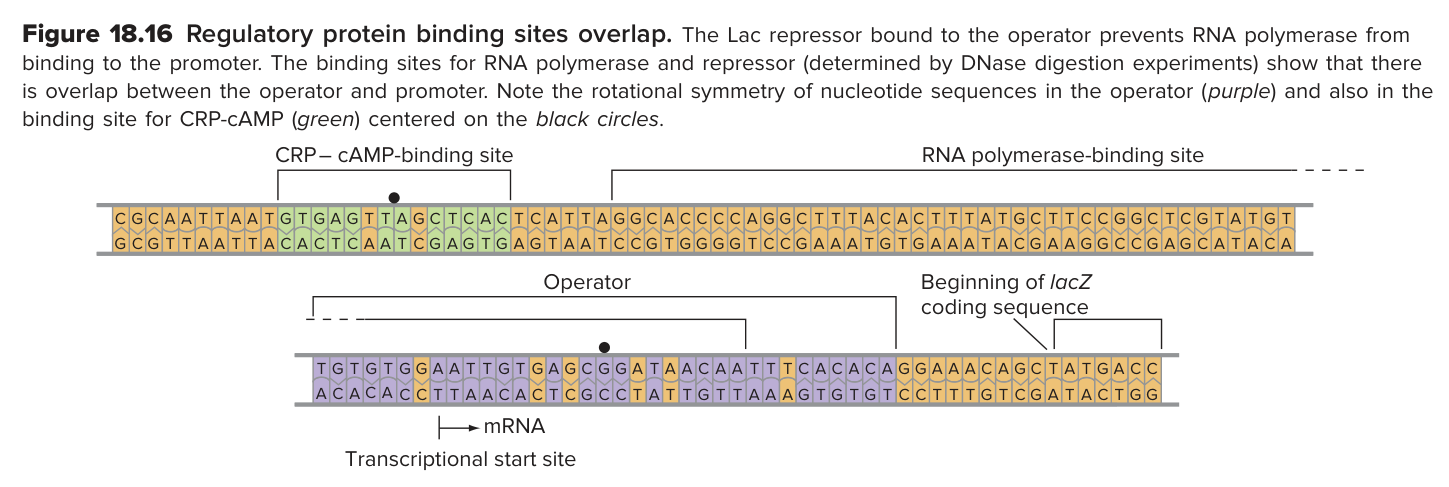 Figure 18.16 Regulatory protein binding sites overlap. The Lac repressor bound to the operator prevents RNA polymerase from
binding to the promoter. The binding sites for RNA polymerase and repressor (determined by DNase digestion experiments) show that there
is overlap between the operator and promoter. Note the rotational symmetry of nucleotide sequences in the operator (purple) and also in the
binding site for CRP-cAMP (green) centered on the black circles.
CRP– cAMP-binding site
RNA polymerase-binding site
CGCAATTAATGTGAGTTAGCTCACTCATTAGGCACCCCAGGCTTTACACTTTATGCTTCCGGCTCGTATGT
GCGTTAATTACACTCAATCGAGTGAGTAATCCGTGGGGTCCGAAATGTGAAATACGAAGGCCGAGCATACA
Operator
Beginning of lacZ
coding sequence
TGTGTGGAATTGTGAGCGGATAACAATTTCACACAGGAAACAGCTATGACC
ACACACCTTAACACTCGCCTATTGTTAAAGTGTGTCCTTTGTCGATACTGG
mRNA
Transcriptional start site